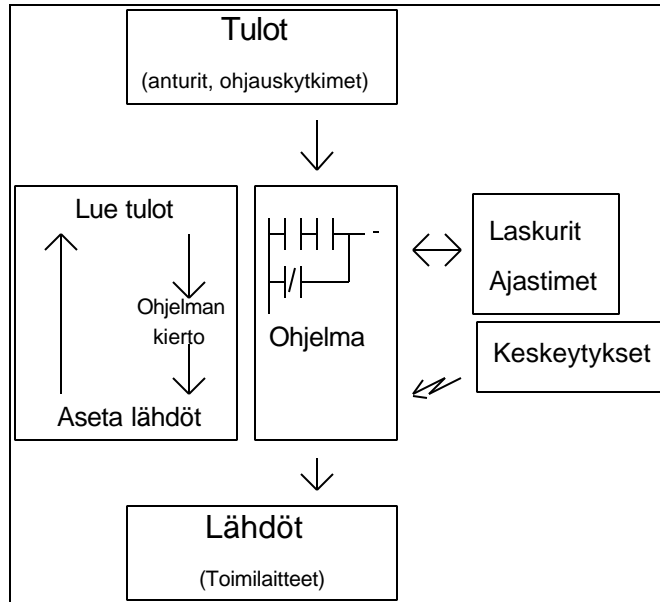 Tulot
(anturit, ohjauskytkimet)
Lue tulot
Ohjelman
kierto
Aseta lähdöt
Ohjelma
Laskurit
Ajastimet
Keskeytykset
Lähdöt
(Toimilaitteet)